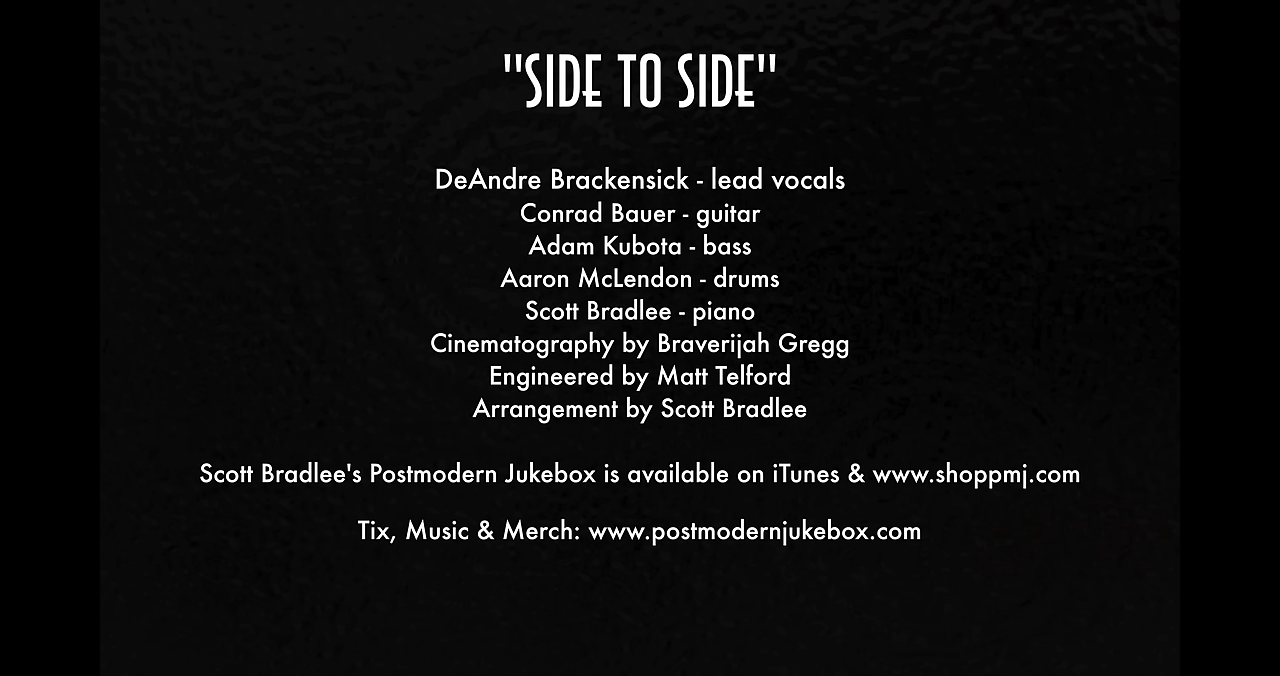 "SIDE TO SIDE"
DeAndre Brackensick - lead vocals
Conrad Bauer - guitar
Adam Kubota - bass
Aaron McLendon - drums
Scott Bradlee - piano
Cinematography by Braverijah Gregg
Engineered by Matt Telford
Arrangement by Scott Bradlee
Scott Bradlee's Postmodern Jukebox is available on iTunes & www.shoppmj.com
Tix, Music & Merch: www.postmodernjukebox.com